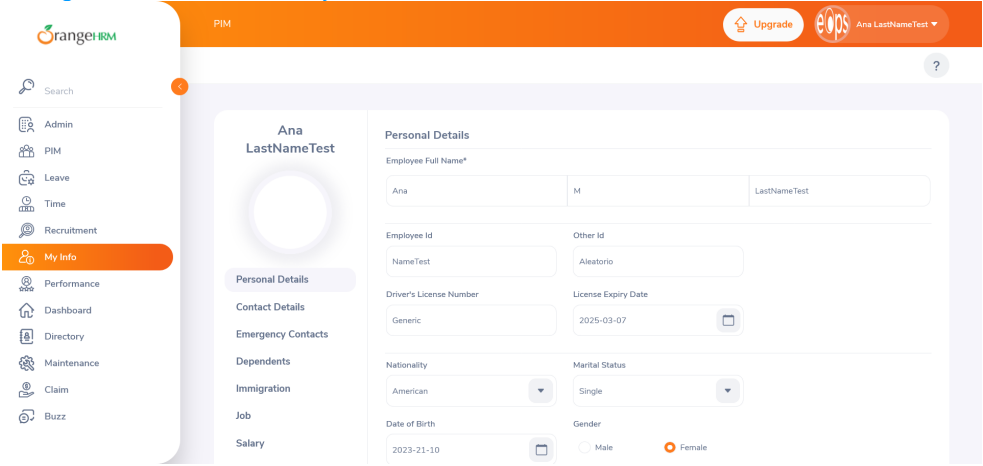 OrangeHRM
PIM
Upgrade
eops
Ana LastNameTest
?
Search
Admin
PIM
Leave
Time
Recruitment
My Info
Performance
Dashboard
Directory
Maintenance
Claim
Buzz
Ana
LastNameTest
Personal Details
Contact Details
Emergency Contacts
Dependents
Immigration
Job
Salary
Personal Details
Employee Full Name*
Ana M LastNameTest
Employee Id Other Id
NameTest Aleatorio
Driver's License Number License Expiry Date
Generic 2025-03-07
Nationality Marital Status
American Single
Date of Birth Gender
2023-21-10 Male Female